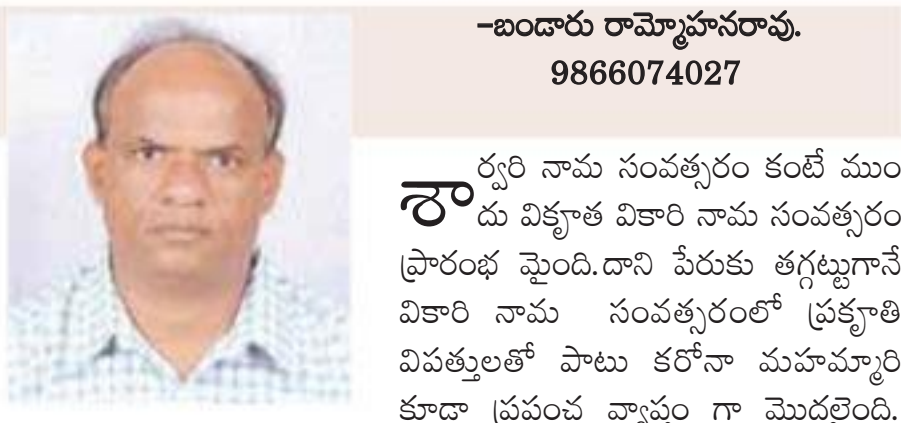 -బండారు రామ్మోహనరావు.
9866074027
శార్వరి నామ సంవత్సరం కంటే ముం
దు వికృత వికారి నామ సంవత్సరం
ప్రారంభ మైంది.దాని పేరుకు తగ్గట్టుగానే
వికారి నామ సంవత్సరంలో ప్రకృతి
విపత్తులతో పాటు కరోనా మహమ్మారి
కూడా ప్రపంచ వ్యాప్తం గా మొదలైంది.